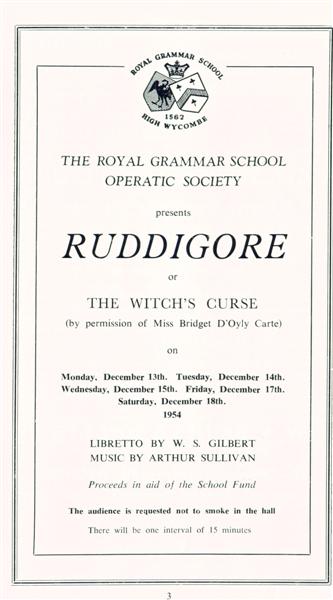 ROYAL GRAMMAR SCHOOL
1562
HIGH WYCOMBE
THE ROYAL GRAMMAR SCHOOL
OPERATIC SOCIETY
presents
RUDDIGORE
or
THE WITCH'S CURSE
(by permission of Miss Bridget D'Oyly Carte)
on
Monday, December 13th. Tuesday, December 14th.
Wednesday, December 15th. Friday, December 17th.
Saturday, December 18th.
1954
LIBRETTO BY W. S. GILBERT
MUSIC BY ARTHUR SULLIVAN
Proceeds in aid of the School Fund
The audience is requested not to smoke in the hall
There will be one interval of 15 minutes
3